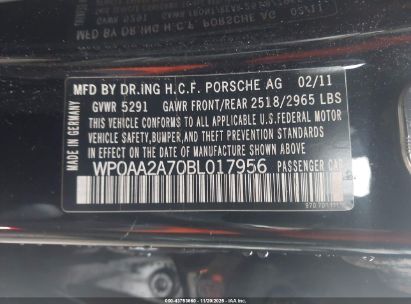 GVWR 5291
MFD BY DR.ING H.C.F. PORSCHE AG 02/11
GVWR 5291 GAWR FRONT/REAR 2518/2965 LBS
THIS VEHICLE CONFORMS TO ALL APPLICABLE
U.S.FEDERAL MOTOR
VEHICLE SAFETY,BUMPER,AND THEFT PREVENTION
STANDARDS IN EFFECT ON THE DATE OF MANUFACTURE
SHOWN ABOVE.
WP0AA2A70BL017956 PASSENGER CAR
MADE IN GERMANY